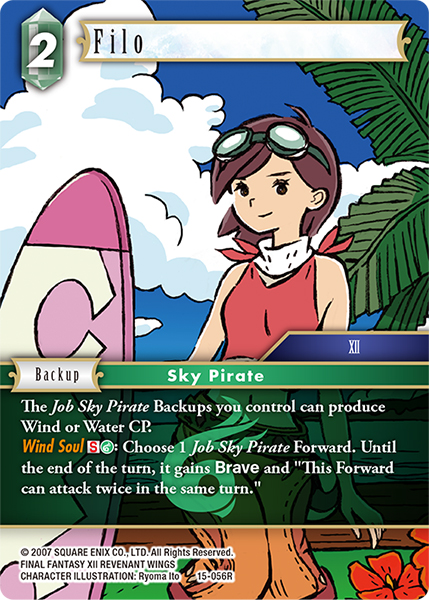 2
Filo
XII
Backup
Sky Pirate
The Job Sky Pirate Backups you control can produce
Wind or Water CP.
Wind Soul S: Choose 1 Job Sky Pirate Forward. Until
the end of the turn, it gains Brave and "This Forward
can attack twice in the same turn."
© 2007 SQUARE ENIX CO., LTD. All Rights Reserved.
FINAL FANTASY XII REVENANT WINGS
CHARACTER ILLUSTRATION: Ryoma Ito
15-056R